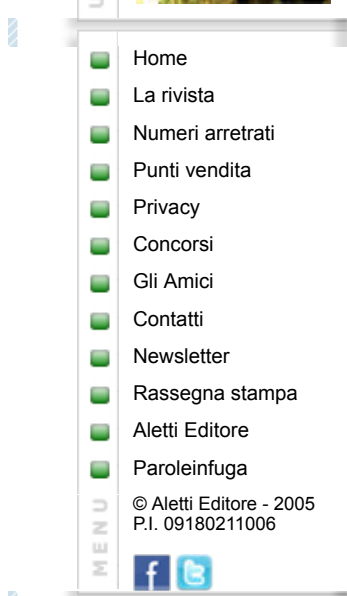 Home
La rivista
Numeri arretrati
Punti vendita
Privacy
Concorsi
Gli Amici
Contatti
Newsletter
Rassegna stampa
Aletti Editore
Paroleinfuga
© Aletti Editore - 2005
P.I. 09180211006
MENU